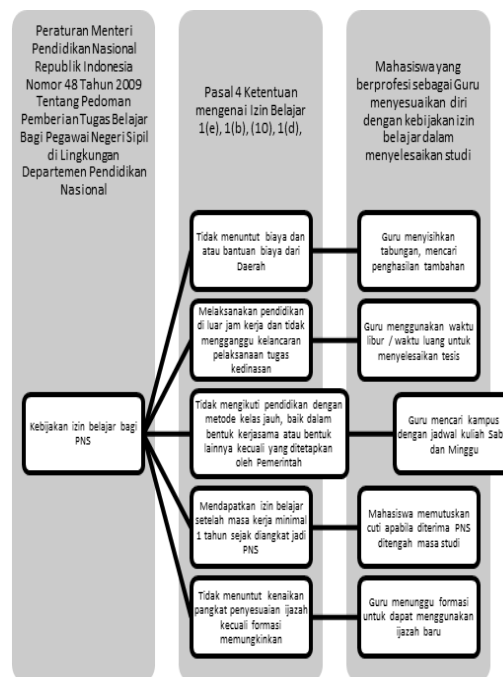 Peraturan Menteri
Pendidikan Nasional
Republik Indonesia
Nomor 48 Tahun 2009
Tentang Pedoman
Pemberian Tugas Belajar
Bagi Pegawai Negeri Sipil
di Lingkungan
Departemen Pendidikan
Nasional
Pasal 4 Ketentuan
mengenai Izin Belajar
1(e), 1(b), (10), 1(d),
Mahasiswa yang
berprofesi sebagai Guru
menyesuaikan diri
dengan kebijakan izin
belajar dalam
menyelesaikan studi
Kebijakan izin belajar bagi
PNS
Tidak menuntut biaya dan
atau bantuan biaya dari
Daerah
Guru menyisihkan
tabungan, mencari
penghasilan tambahan
Melaksanakan pendidikan
di luar jam kerja dan tidak
mengganggu kelancaran
pelaksanaan tugas
kedinasan
Guru menggunakan waktu
libur / waktu luang untuk
menyelesaikan tesis
Tidak mengikuti pendidikan dengan
metode kelas jauh, baik dalam
bentuk kerjasama atau bentuk
lainnya kecuali yang ditetapkan
oleh Pemerintah
Guru mencari kampus
dengan jadwal kuliah Sab
dan Minggu
Mendapatkan izin belajar
setelah masa kerja minimal
1 tahun sejak diangkat jadi
PNS
Mahasiswa memutuskan
cuti apabila diterima PNS
ditengah masa studi
Tidak menuntut kenaikan
pangkat penyesuaian ijazah
kecuali formasi
memungkinkan
Guru menunggu formasi
untuk dapat menggunakan
ijazah baru